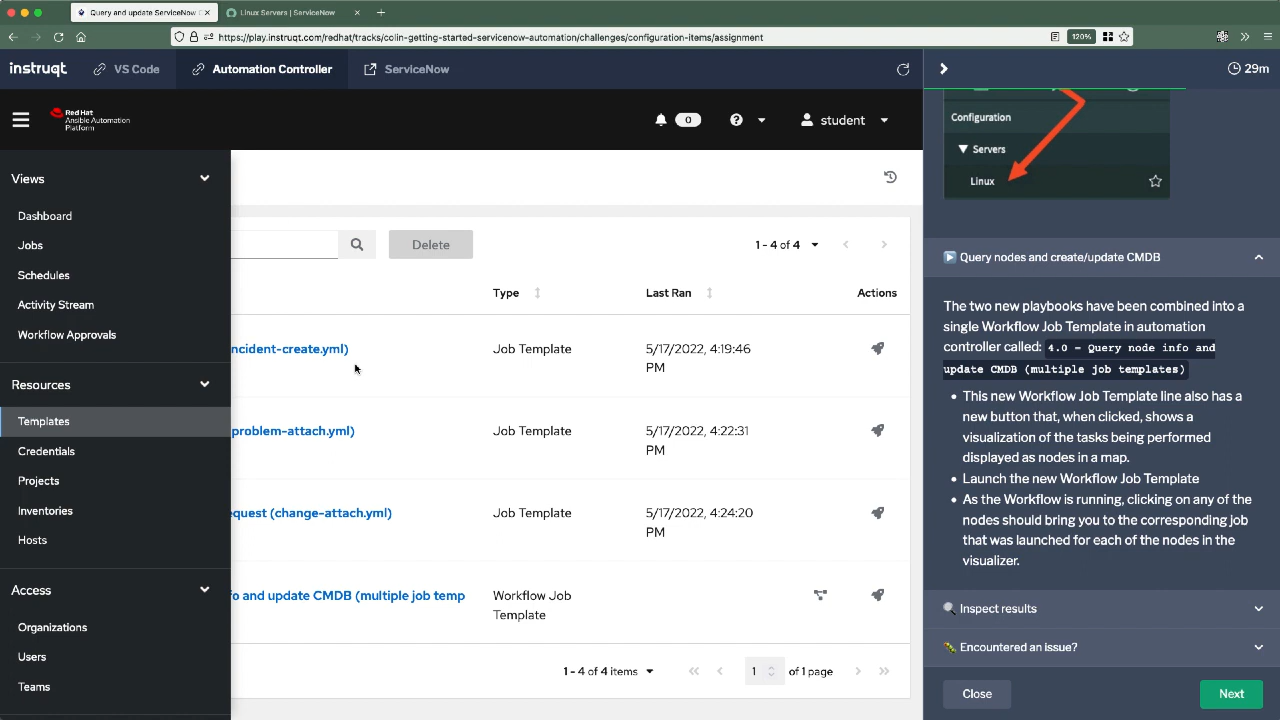 Query and update ServiceNow C
Linux Servers | ServiceNow
https://play.instruqt.com/redhat/tracks/colin-getting-started-servicenow-automation/challenges/configuration-items/assignment
120%
instruqt
VS Code
Automation Controller
ServiceNow
29m
Red Hat
Ansible Automation
Platform
0
student
Views
Dashboard
Jobs
Schedules
Activity Stream
Workflow Approvals
Resources
Templates
Credentials
Projects
Inventories
Hosts
Access
Organizations
Users
Teams
Delete
1 - 4 of 4
Type
Last Ran
Actions
ncident-create.yml)
Job Template
5/17/2022, 4:19:46
PM
problem-attach.yml)
Job Template
5/17/2022, 4:22:31
PM
equest (change-attach.yml)
Job Template
5/17/2022, 4:24:20
PM
fo and update CMDB (multiple job temp
Workflow Job
Template
1 - 4 of 4 items
1
of 1 page
Configuration
Servers
Linux
Query nodes and create/update CMDB
The two new playbooks have been combined into a
single Workflow Job Template in automation
controller called: 4.0 - Query node info and
update CMDB (multiple job templates)
• This new Workflow Job Template line also has a
new button that, when clicked, shows a
visualization of the tasks being performed
displayed as nodes in a map.
• Launch the new Workflow Job Template
• As the Workflow is running, clicking on any of the
nodes should bring you to the corresponding job
that was launched for each of the nodes in the
visualizer.
Inspect results
Encountered an issue?
Close
Next